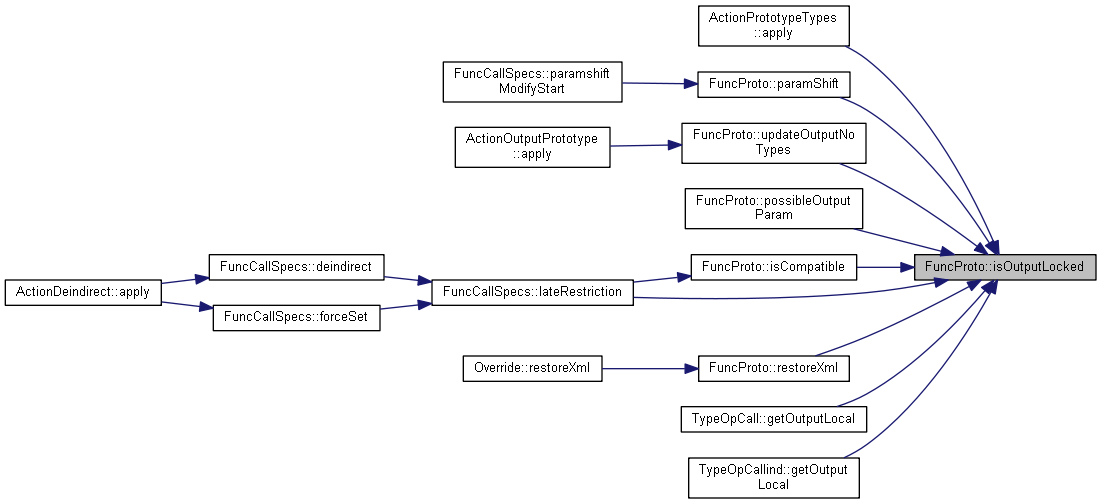 ActionPrototypeTypes
::apply
FuncCallSpecs::paramshift
ModifyStart
FuncProto::paramShift
ActionOutputPrototype
::apply
FuncProto::updateOutputNo
Types
FuncProto::possibleOutput
Param
FuncCallSpecs::deindirect
FuncProto::isCompatible
FuncProto::isOutputLocked
ActionDeindirect::apply
FuncCallSpecs::lateRestriction
FuncCallSpecs::forceSet
Override::restoreXml
FuncProto::restoreXml
TypeOpCall::getOutputLocal
TypeOpCallind::getOutput
Local